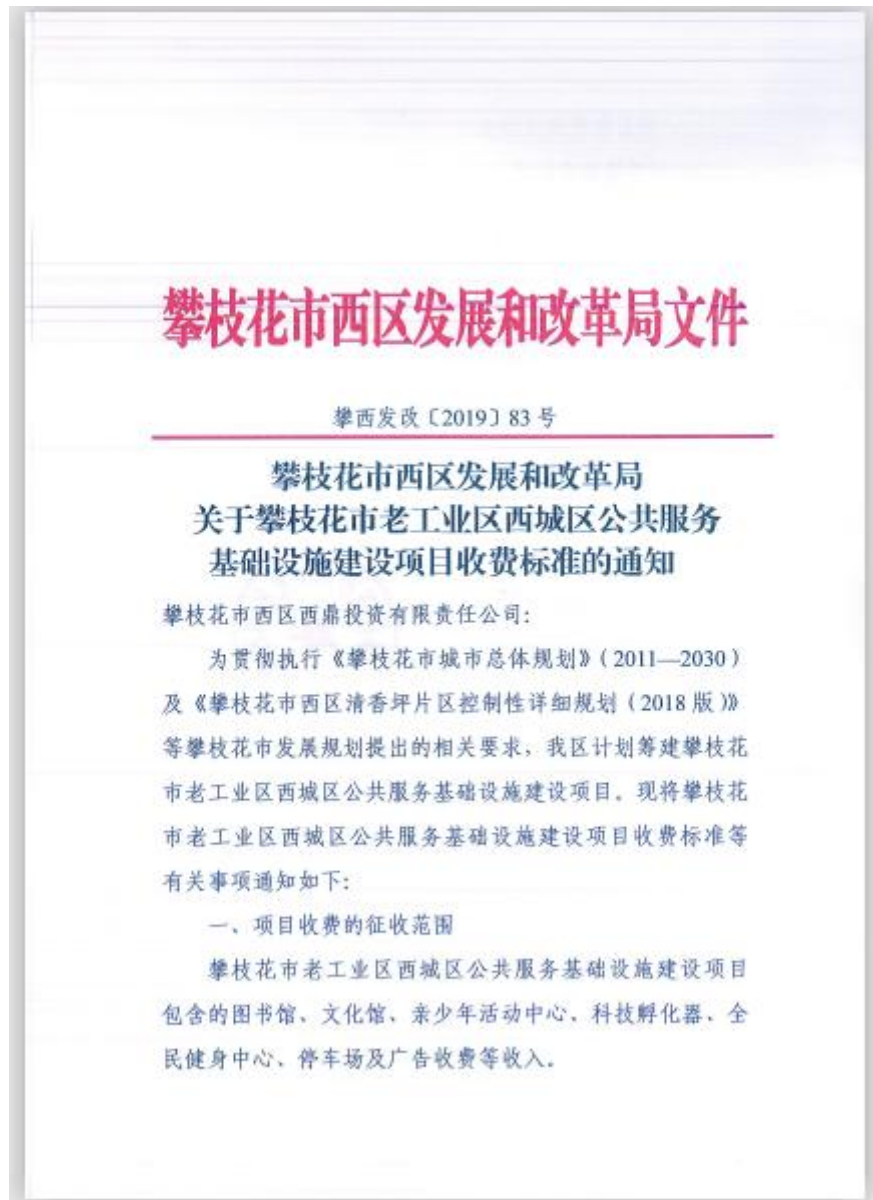 攀枝花市西区发展和改革局文件
攀西发改〔2019〕83 号
攀枝花市西区发展和改革局
关于攀枝花市老工业区西城区公共服务
基础设施建设项目收费标准的通知
攀枝花市西区西鼎投资有限责任公司：
为贯彻执行《攀枝花市城市总体规划》（2011—2030）
及《攀枝花市西区清香坪片区控制性详细规划（2018 版）》
等攀枝花市发展规划提出的相关要求，我区计划筹建攀枝花
市老工业区西城区公共服务基础设施建设项目。现将攀枝花
市老工业区西城区公共服务基础设施建设项目收费标准等
有关事项通知如下：
一、项目收费的征收范围
攀枝花市老工业区西城区公共服务基础设施建设项目
包含的图书馆、文化馆、亲少年活动中心、科技孵化器、全
民健身中心、停车场及广告收费等收入。